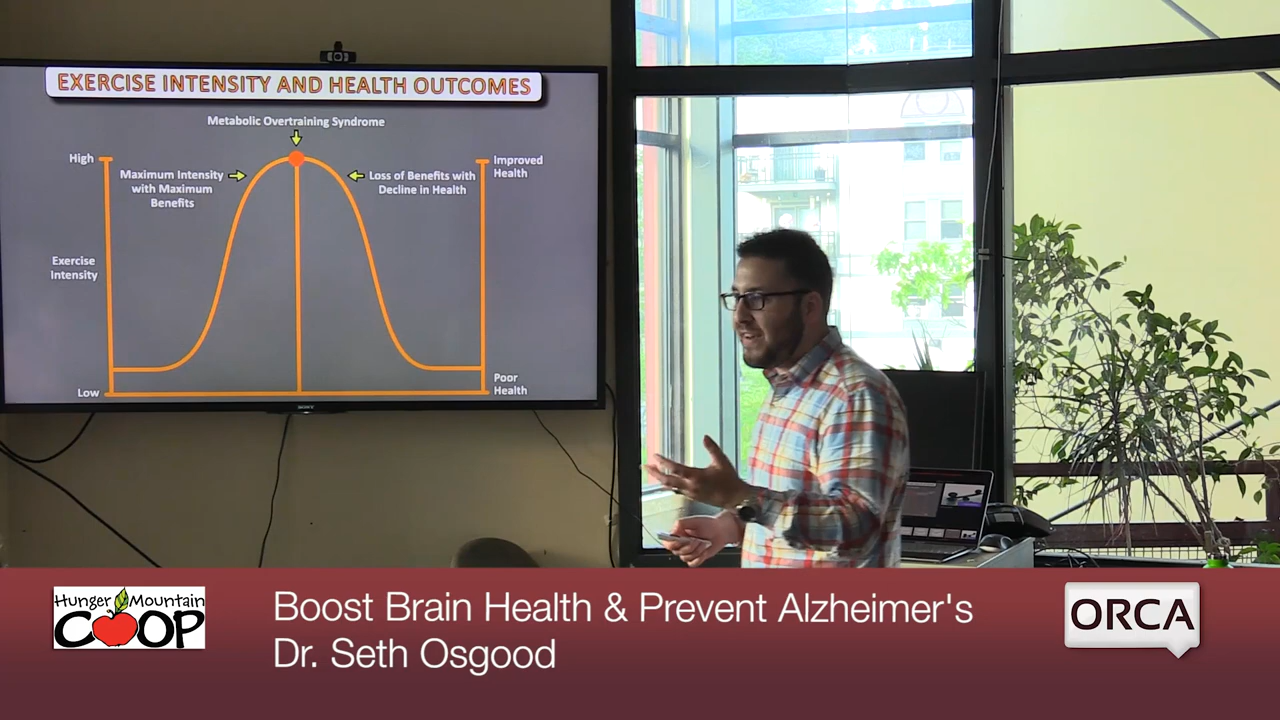 EXERCISE INTENSITY AND HEALTH OUTCOMES
Metabolic Overtraining Syndrome
High
Improved
Health
Maximum Intensity
with Maximum
Benefits
Loss of Benefits with
Decline in Health
Exercise
Intensity
Low
Poor
Health
SONY
Hunger Mountain
COOP
Boost Brain Health & Prevent Alzheimer's
Dr. Seth Osgood
ORCA